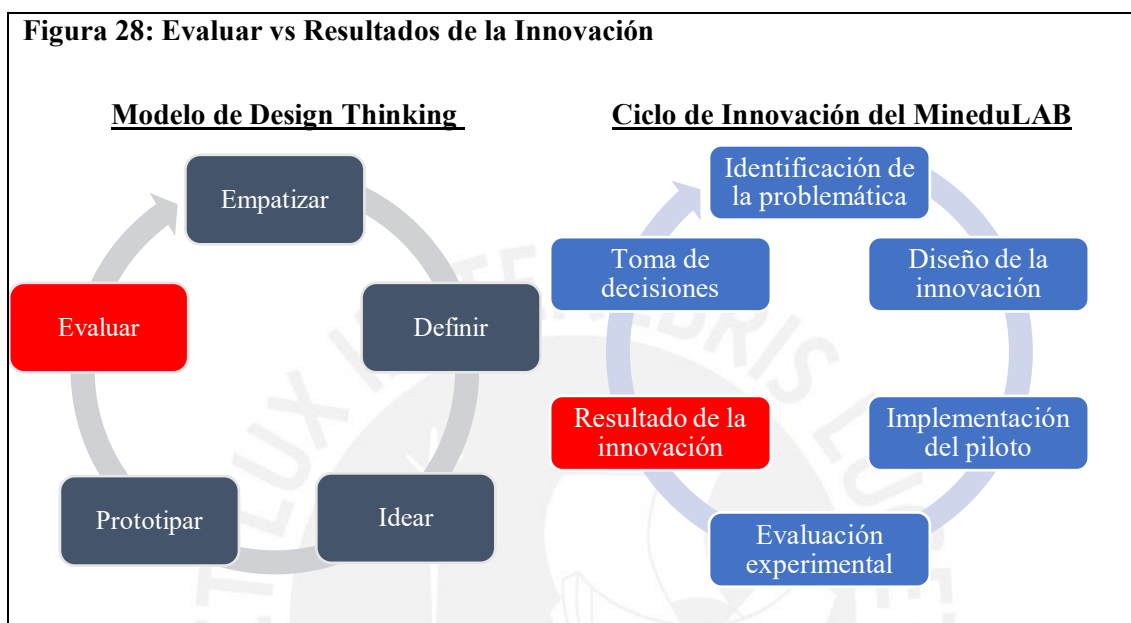 Figura 28: Evaluar vs Resultados de la Innovación
Modelo de Design Thinking
Empatizar
Definir
Idear
Prototipar
Evaluar
Ciclo de Innovación del MineduLAB
Identificación de
la problemática
Diseño de la
innovación
Implementación
del piloto
Evaluación
experimental
Resultado de la
innovación
Toma de
decisiones